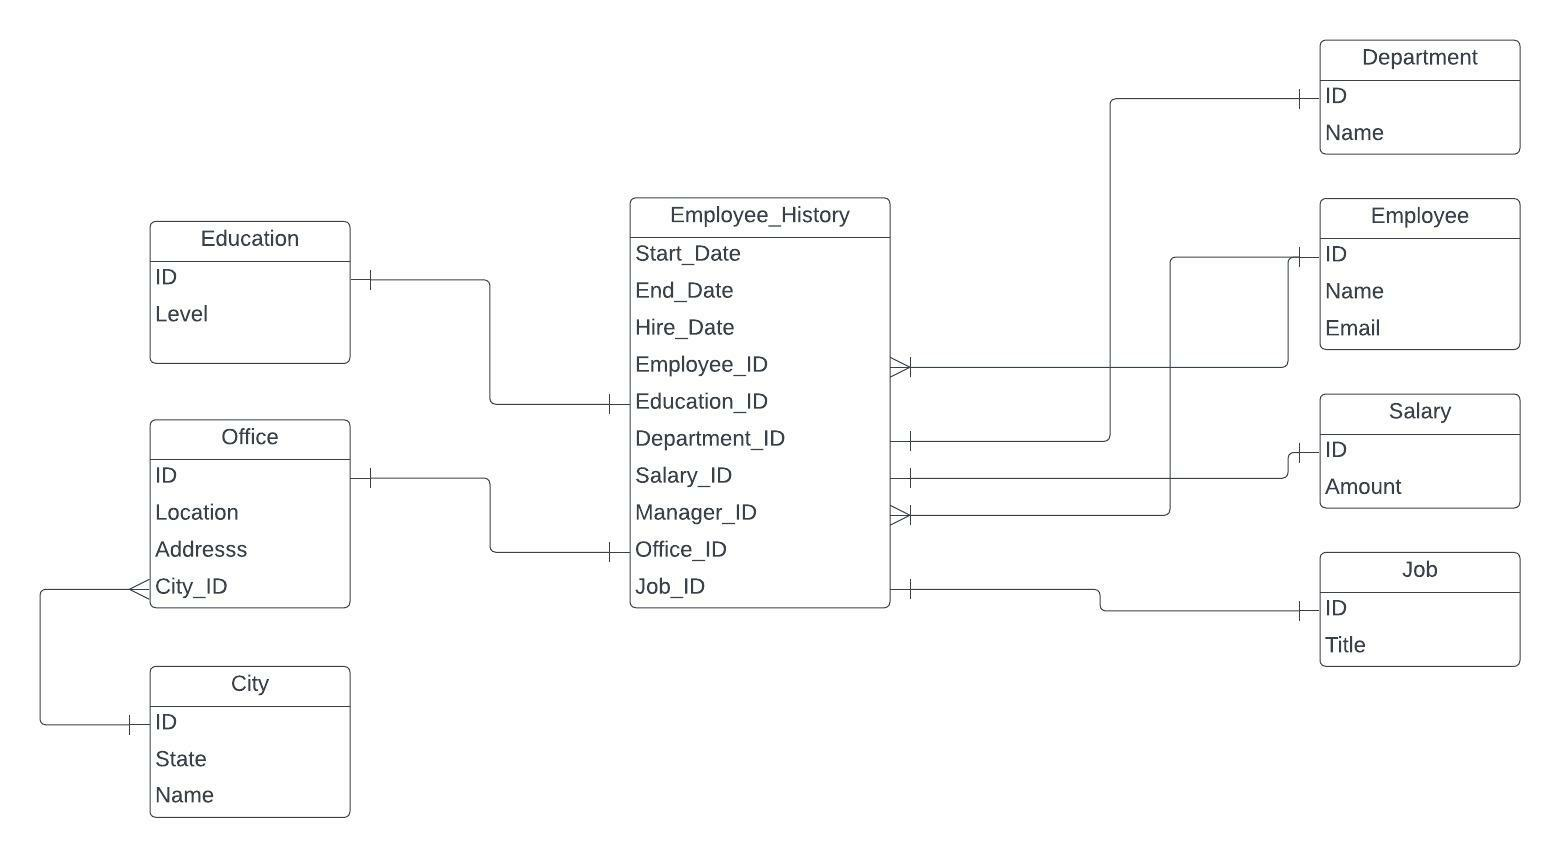 Department
ID
Name
Employee_History
Start_Date
End_Date
Hire_Date
Employee_ID
Education_ID
Department_ID
Salary_ID
Manager_ID
Office_ID
Job_ID
Employee
ID
Name
Email
Education
ID
Level
Salary
ID
Amount
Office
ID
Location
Addresss
City_ID
Job
ID
Title
City
ID
State
Name